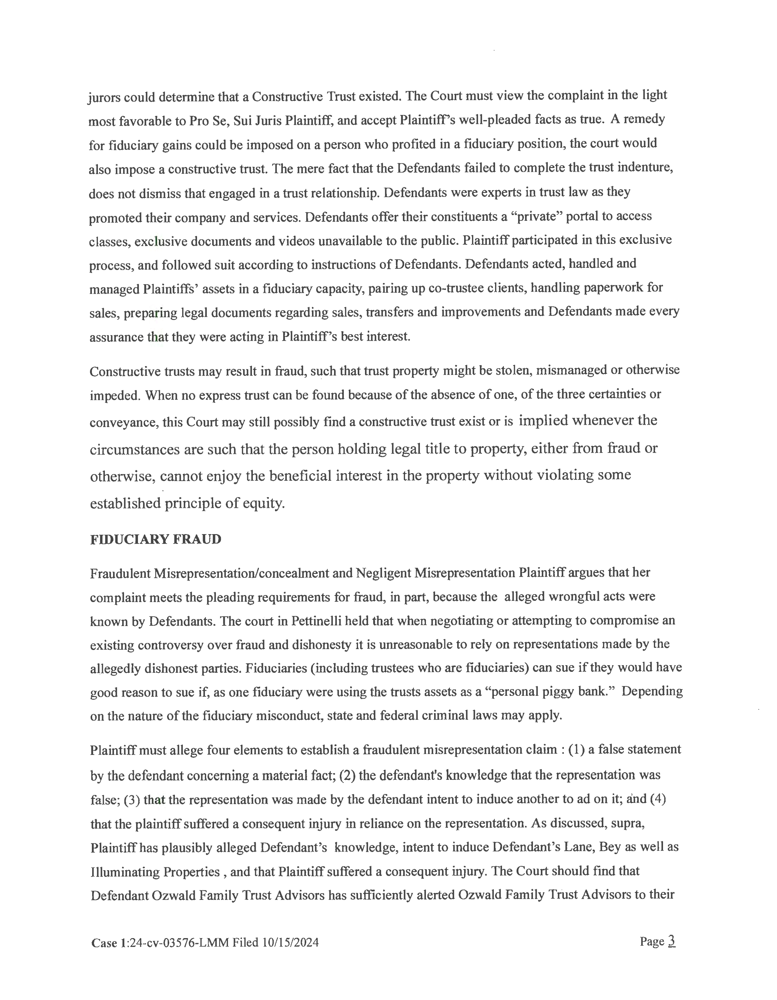 jurors could determine that a Constructive Trust existed. The Court must view the complaint in the light
most favorable to Pro Se, Sui Juris Plaintiff, and accept Plaintiff’s well-pleaded facts as true. A remedy
for fiduciary gains could be imposed on a person who profited in a fiduciary position, the court would
also impose a constructive trust. The mere fact that the Defendants failed to complete the trust indenture,
does not dismiss that engaged in a trust relationship. Defendants were experts in trust law as they
promoted their company and services. Defendants offer their constituents a “private” portal to access
classes, exclusive documents and videos unavailable to the public. Plaintiff participated in this exclusive
process, and followed suit according to instructions of Defendants. Defendants acted, handled and
managed Plaintiffs’ assets in a fiduciary capacity, pairing up co-trustee clients, handling paperwork for
sales, preparing legal documents regarding sales, transfers and improvements and Defendants made every
assurance that they were acting in Plaintiff’s best interest.
Constructive trusts may result in fraud, such that trust property might be stolen, mismanaged or otherwise
impeded. When no express trust can be found because of the absence of one, of the three certainties or
conveyance, this Court may still possibly find a constructive trust exist or is implied whenever the
circumstances are such that the person holding legal title to property, either from fraud or
otherwise, cannot enjoy the beneficial interest in the property without violating some
established principle of equity.
FIDUCIARY FRAUD
Fraudulent Misrepresentation/concealment and Negligent Misrepresentation Plaintiff argues that her
complaint meets the pleading requirements for fraud, in part, because the alleged wrongful acts were
known by Defendants. The court in Pettinelli held that when negotiating or attempting to compromise an
existing controversy over fraud and dishonesty it is unreasonable to rely on representations made by the
allegedly dishonest parties. Fiduciaries (including trustees who are fiduciaries) can sue if they would have
good reason to sue if, as one fiduciary were using the trusts assets as a “personal piggy bank.” Depending
on the nature of the fiduciary misconduct, state and federal criminal laws may apply.
Plaintiff must allege four elements to establish a fraudulent misrepresentation claim : (1) a false statement
by the defendant concerning a material fact; (2) the defendant's knowledge that the representation was
false; (3) that the representation was made by the defendant intent to induce another to ad on it; and (4)
that the plaintiff suffered a consequent injury in reliance on the representation. As discussed, supra,
Plaintiff has plausibly alleged Defendant’s knowledge, intent to induce Defendant’s Lane, Bey as well as
Illuminating Properties , and that Plaintiff suffered a consequent injury. The Court should find that
Defendant Ozwald Family Trust Advisors has sufficiently alerted Ozwald Family Trust Advisors to their
Case 1:24-cv-03576-LMM Filed 10/15/2024 Page 3